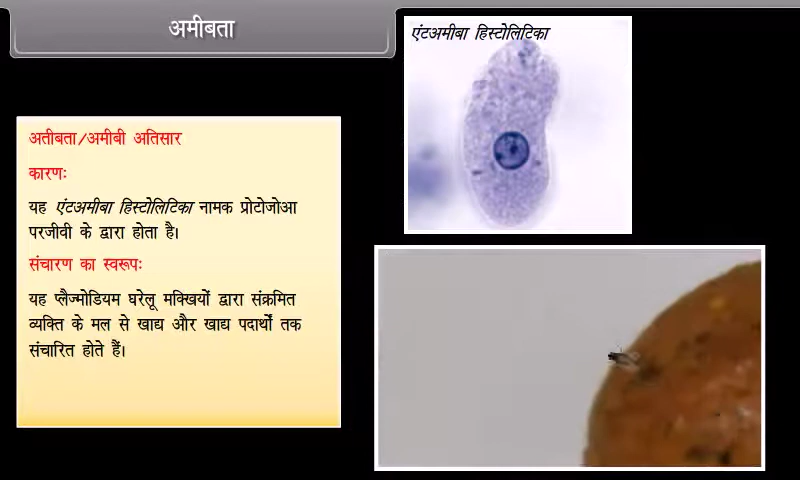 अमीबता
एंटअमीबा हिस्टोलिटिका
अतीबता/अमीबी अतिसार
कारणः
यह एंटअमीबा हिस्टोलिटिका नामक प्रोटोजोआ
परजीवी के द्वारा होता है।
संचारण का स्वरूपः
यह प्लैज्मोडियम घरेलू मक्खियों द्वारा संक्रमित
व्यक्ति के मल से खाद्य और खाद्य पदार्थों तक
संचारित होते हैं।